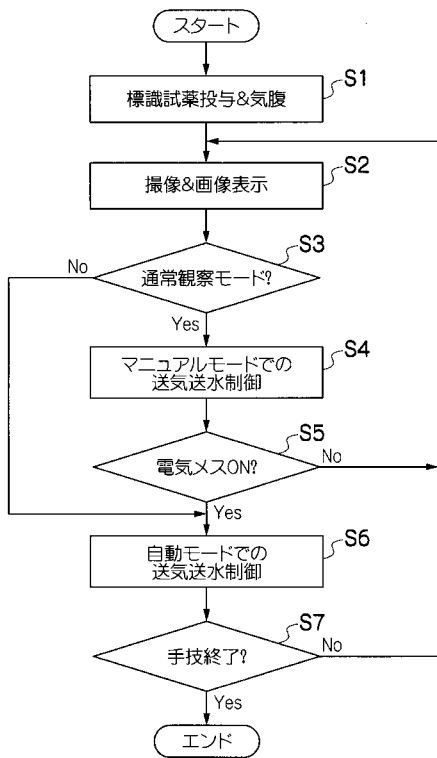 スタート
S1
標識試薬投与&気腹
S2
撮像&画像表示
S3
通常観察モード?
No
Yes
S4
マニュアルモードでの
送気送水制御
S5
電気メスON?
No
Yes
S6
自動モードでの
送気送水制御
S7
手技終了?
No
Yes
エンド